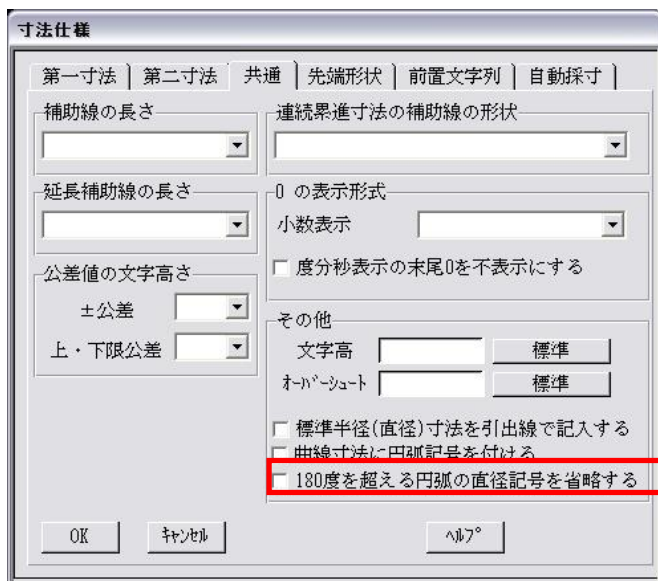 寸法仕様
第一寸法 第二寸法 共通 先端形状 前置文字列 自動採寸
補助線の長さ
連続累進寸法の補助線の形状
延長補助線の長さ
0 の表示形式
小数表示
度分秒表示の末尾0を不表示にする
公差値の文字高さ
±公差
上・下限公差
その他
文字高 標準
ｵｰﾊﾞｰｼｭｰﾄ 標準
標準半径(直径)寸法を引出線で記入する
曲線寸法に円弧記号を付ける
180度を超える円弧の直径記号を省略する
OK ｷｬﾝｾﾙ ﾍﾙﾌﾟ